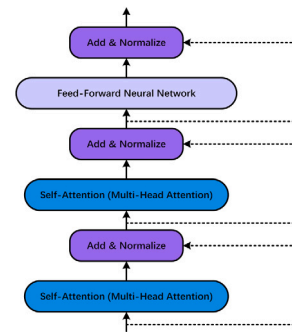 Add & Normalize
Feed-Forward Neural Network
Add & Normalize
Self-Attention (Multi-Head Attention)
Add & Normalize
Self-Attention (Multi-Head Attention)